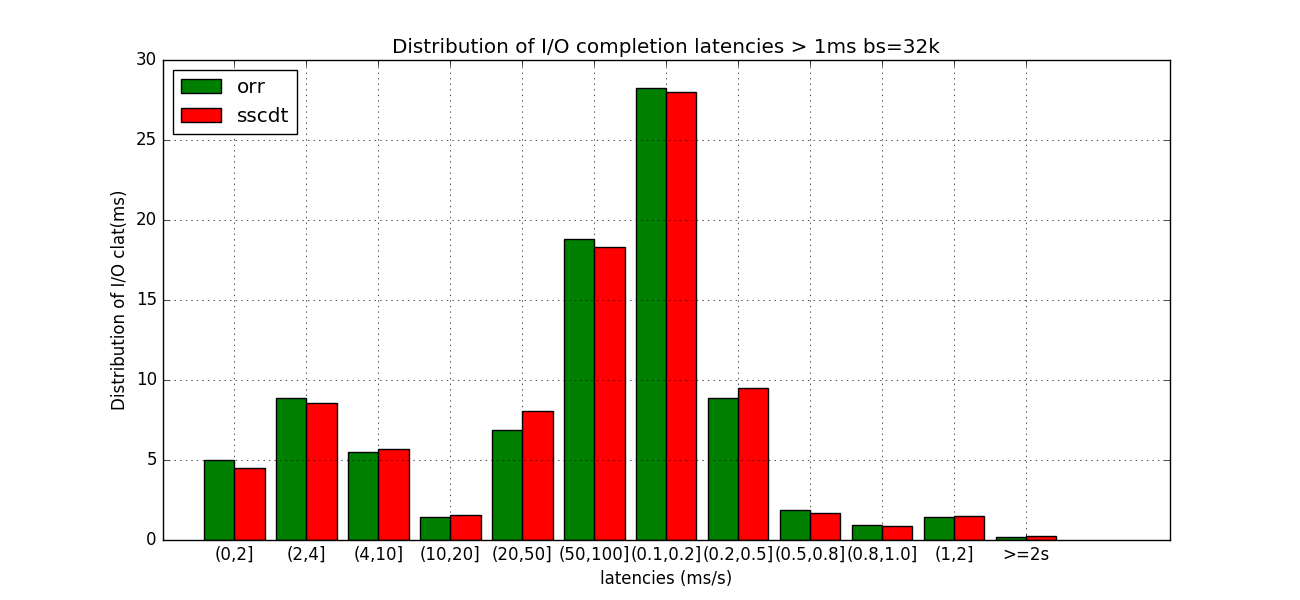 Distribution of I/O completion latencies > 1ms bs=32k
30
25
20
15
10
5
0
orr
sscdt
Distribution of I/O clat(ms)
(0,2] (2,4] (4,10] (10,20] (20,50] (50,100] (0.1,0.2] (0.2,0.5] (0.5,0.8] (0.8,1.0] (1,2] >=2s
latencies (ms/s)